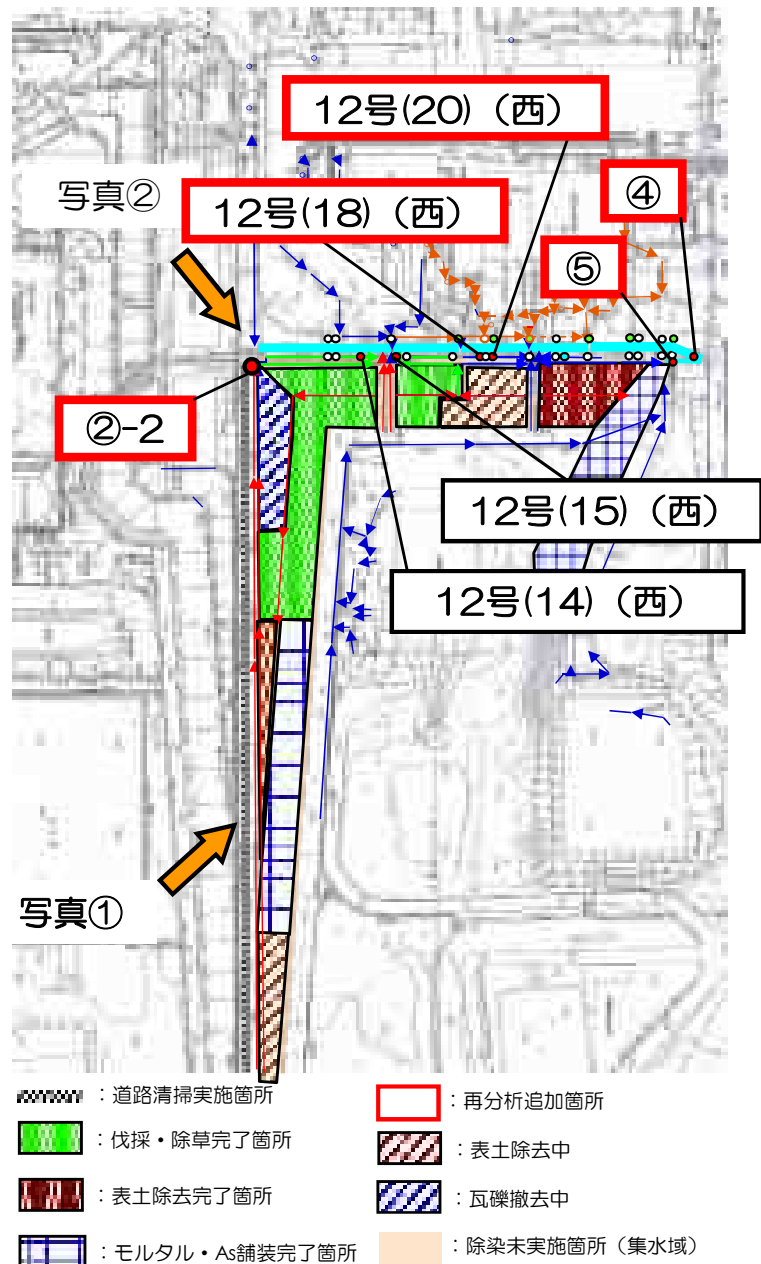 12号(20)（西）
写真②
12号(18)（西）
④
⑤
②-2
12号(15)（西）
12号(14)（西）
写真①
：道路清掃実施箇所
：再分析追加箇所
：伐採・除草完了箇所
：表土除去中
：表土除去完了箇所
：瓦礫撤去中
：モルタル・As舗装完了箇所
：除染未実施箇所（集水域）